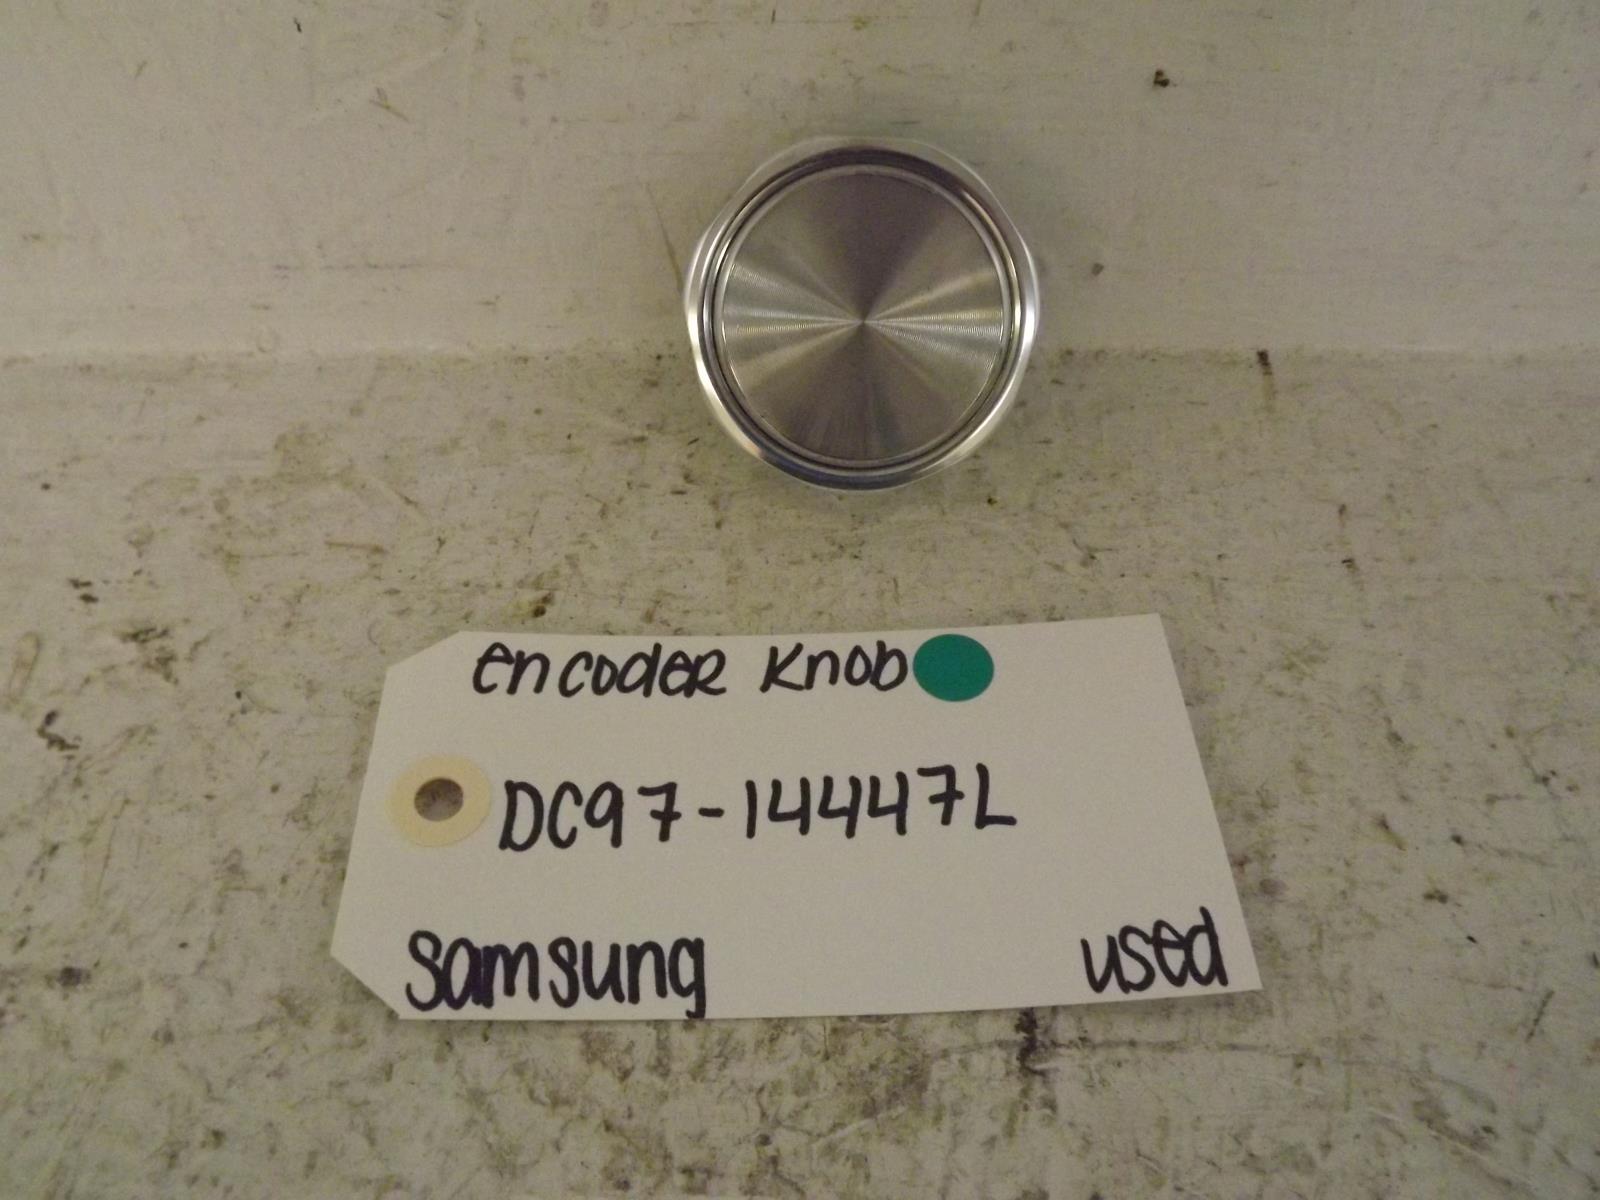 encoder Knob
DC97-14447L
Samsung
used